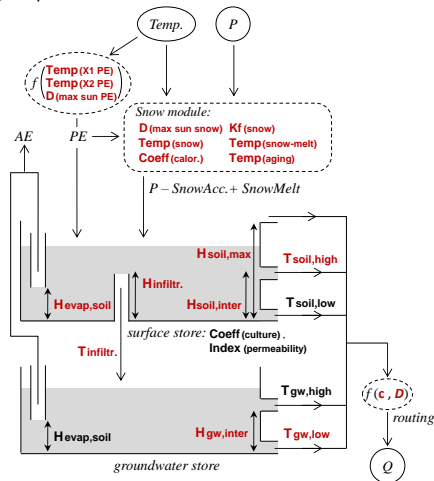 Temp.
P
f
Temp(X1 PE)
Temp(X2 PE)
D(max sun PE)
Snow module:
D(max sun snow) Kf(snow)
Temp(snow) Temp(snow-melt)
Coeff(calor.) Temp(aging)
AE
PE
P – SnowAcc.+ SnowMelt
Hsoil,max
Tsoil,high
Hinfiltr.
Hevap,soil
Hsoil,inter
Tsoil,low
surface store: Coeff(culture) ,
Index(permeability)
Tinfiltr.
Tgw,high
f(c , D)
routing
Hevap,soil
Hgw,inter
Tgw,low
groundwater store
Q